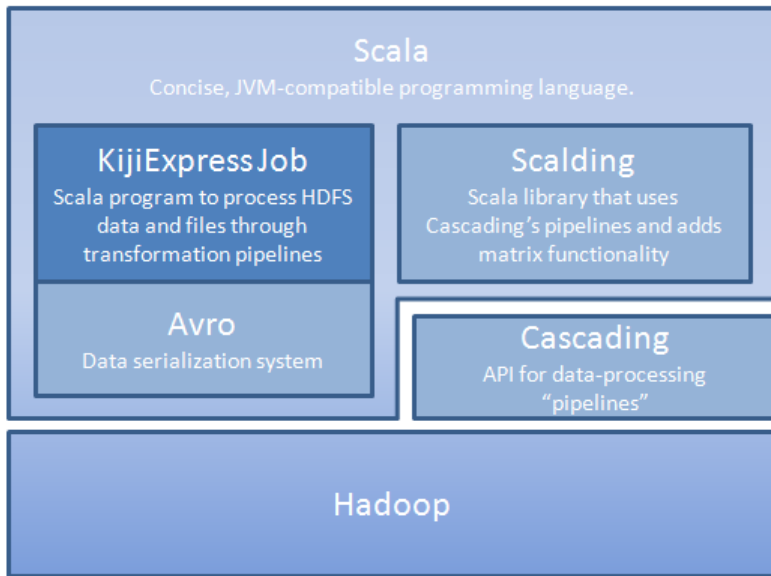 Scala
Concise, JVM-compatible programming language.
KijiExpress Job
Scala program to process HDFS
data and files through
transformation pipelines
Scalding
Scala library that uses
Cascading's pipelines and adds
matrix functionality
Avro
Data serialization system
Cascading
API for data-processing
“pipelines”
Hadoop